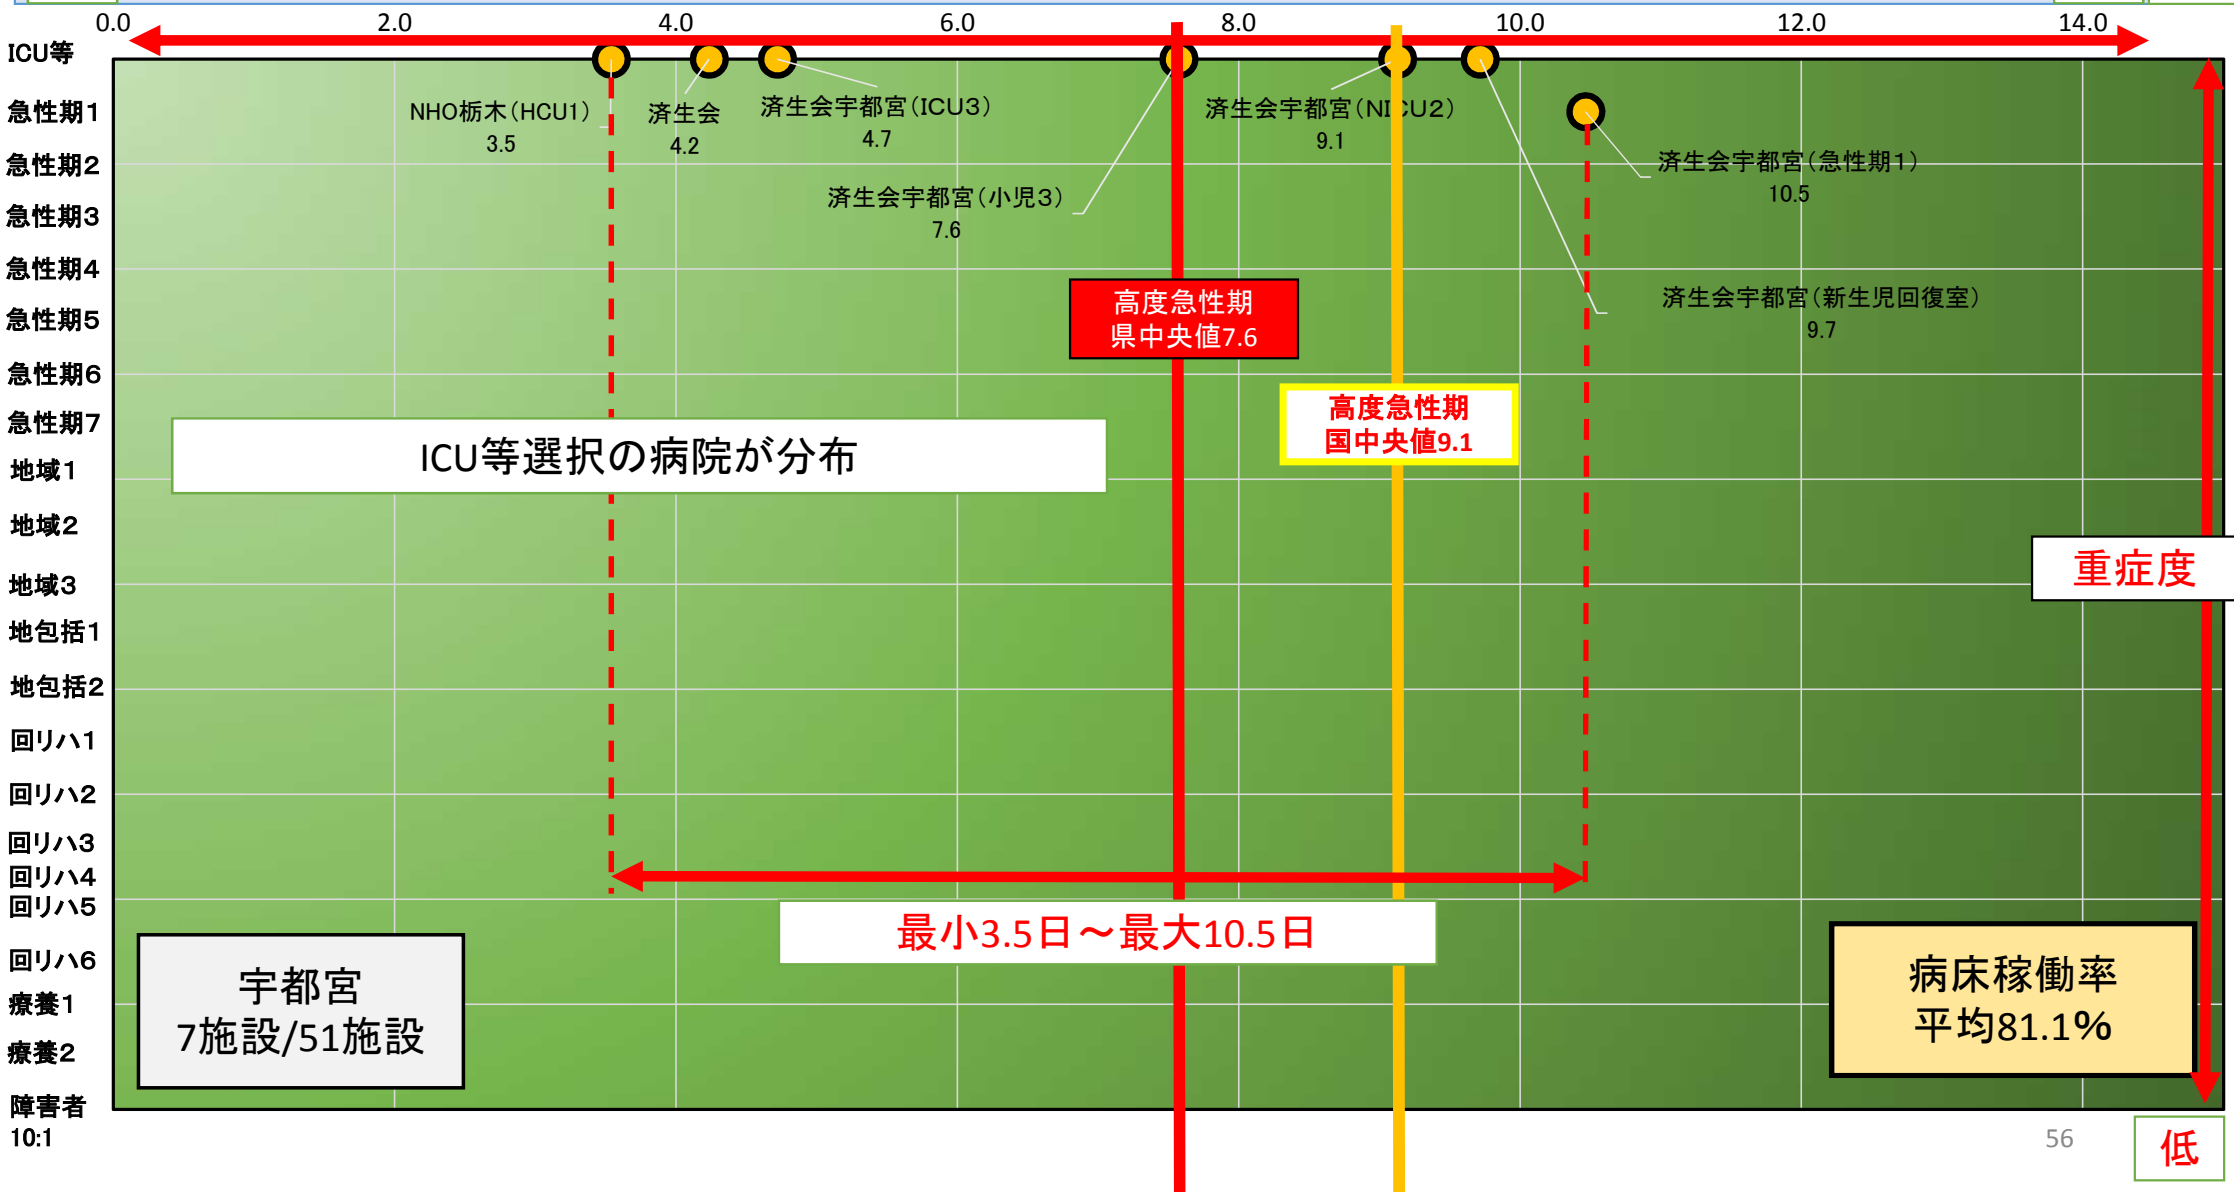 0.0 2.0 4.0 6.0 8.0 10.0 12.0 14.0
ICU等
急性期1
急性期2
急性期3
急性期4
急性期5
急性期6
急性期7
地域1
地域2
地域3
地包括1
地包括2
回リハ1
回リハ2
回リハ3
回リハ4
回リハ5
回リハ6
療養1
療養2
障害者
10:1
NHO栃木(HCU1)
3.5
済生会
4.2
済生会宇都宮(ICU3)
4.7
済生会宇都宮(小児3)
7.6
済生会宇都宮(NICU2)
9.1
済生会宇都宮(急性期1)
10.5
済生会宇都宮(新生児回復室)
9.7
高度急性期
県中央値7.6
高度急性期
国中央値9.1
ICU等選択の病院が分布
重症度
最小3.5日～最大10.5日
宇都宮
7施設/51施設
病床稼働率
平均81.1%
56
低